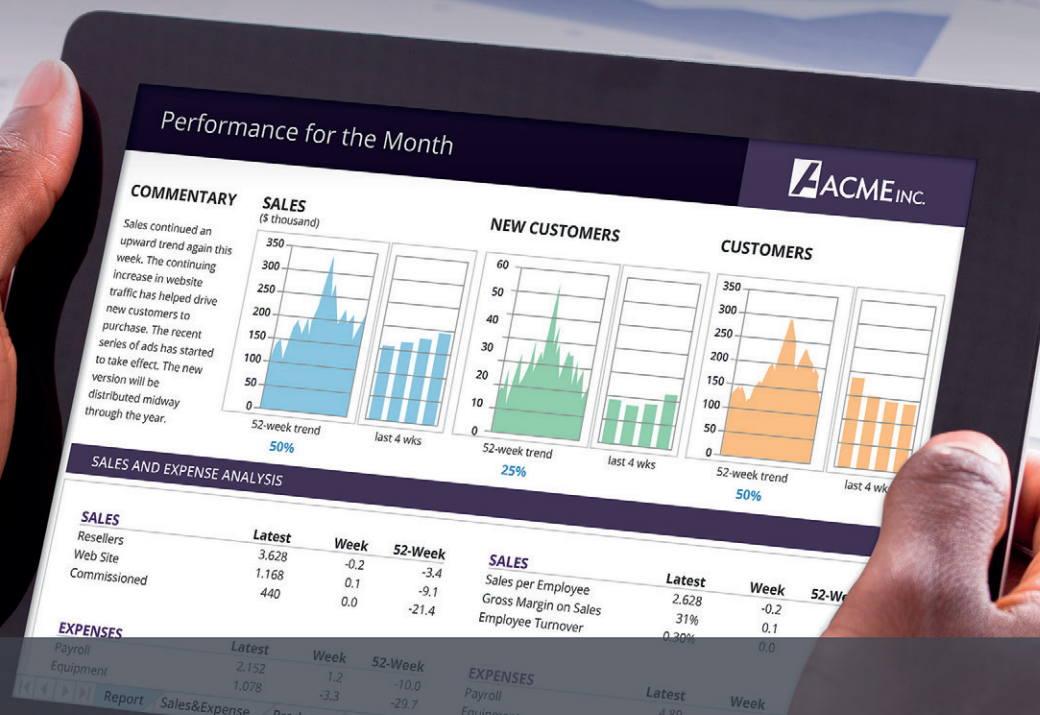 Performance for the Month
ACME INC.
COMMENTARY
Sales continued an
upward trend again this
week. The continuing
increase in website
traffic has helped drive
new customers to
purchase. The recent
series of ads has started
to take effect. The new
version will be
distributed midway
through the year.
SALES
($ thousand)
350
300
250
200
150
100
50
0
52-week trend
last 4 wks
50%
NEW CUSTOMERS
60
50
40
30
20
10
0
52-week trend
last 4 wks
25%
CUSTOMERS
350
300
250
200
150
100
50
0
52-week trend
last 4 wk
50%
SALES AND EXPENSE ANALYSIS
SALES Latest Week 52-Week
Resellers 3.628 -0.2 -3.4
Web Site 1.168 0.1 -9.1
Commissioned 440 0.0 -21.4
EXPENSES Latest Week 52-Week
Payroll 2.152 1.2 -10.0
Equipment 1.078 -3.3 -29.7
SALES Latest Week 52-We
Sales per Employee 2.628 -0.2
Gross Margin on Sales 31% 0.1
Employee Turnover 0.30% 0.0
EXPENSES Latest Week
Payroll 4.89
Report Sales&Expense